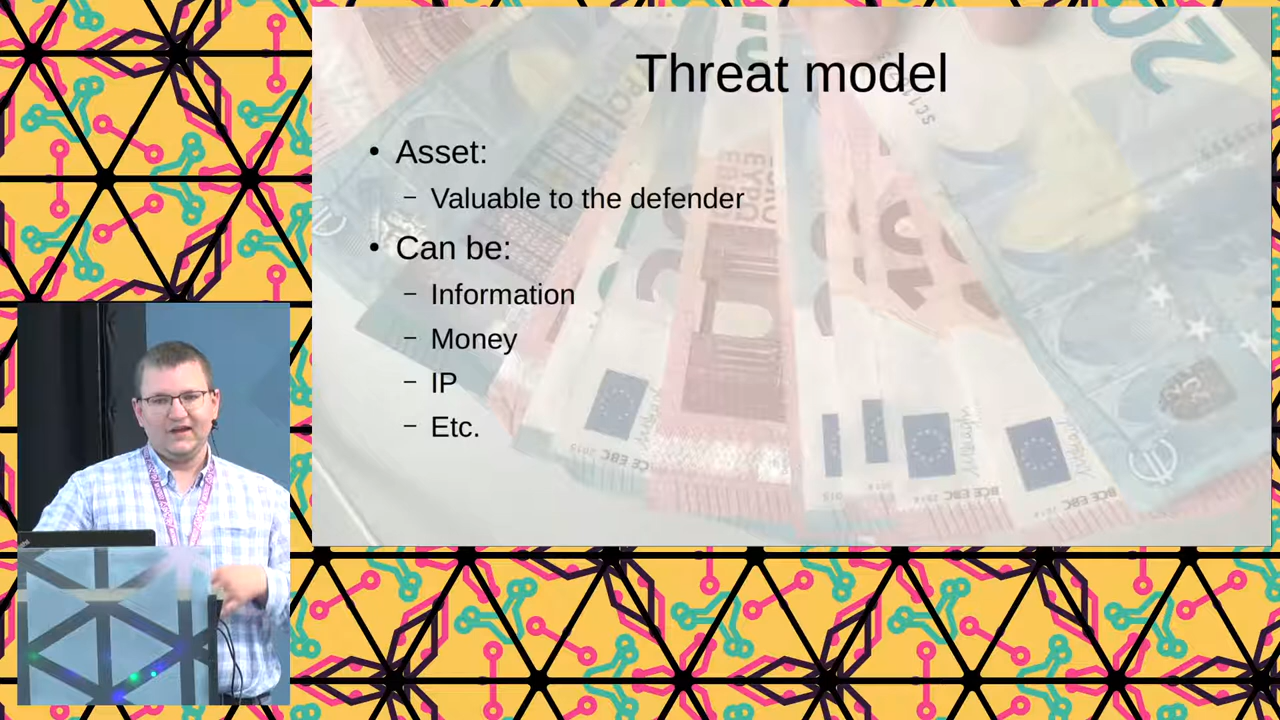 Threat model
• Asset:
– Valuable to the defender
• Can be:
– Information
– Money
– IP
– Etc.